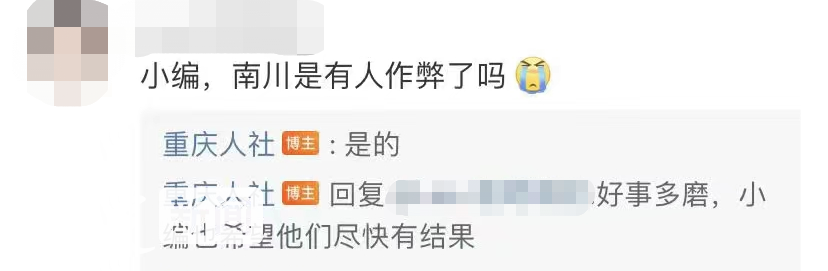 小编，南川是有人作弊了吗😭
重庆人社 博主：是的
重庆人社 博主 回复 好事多磨，小
编也希望他们尽快有结果
新闻